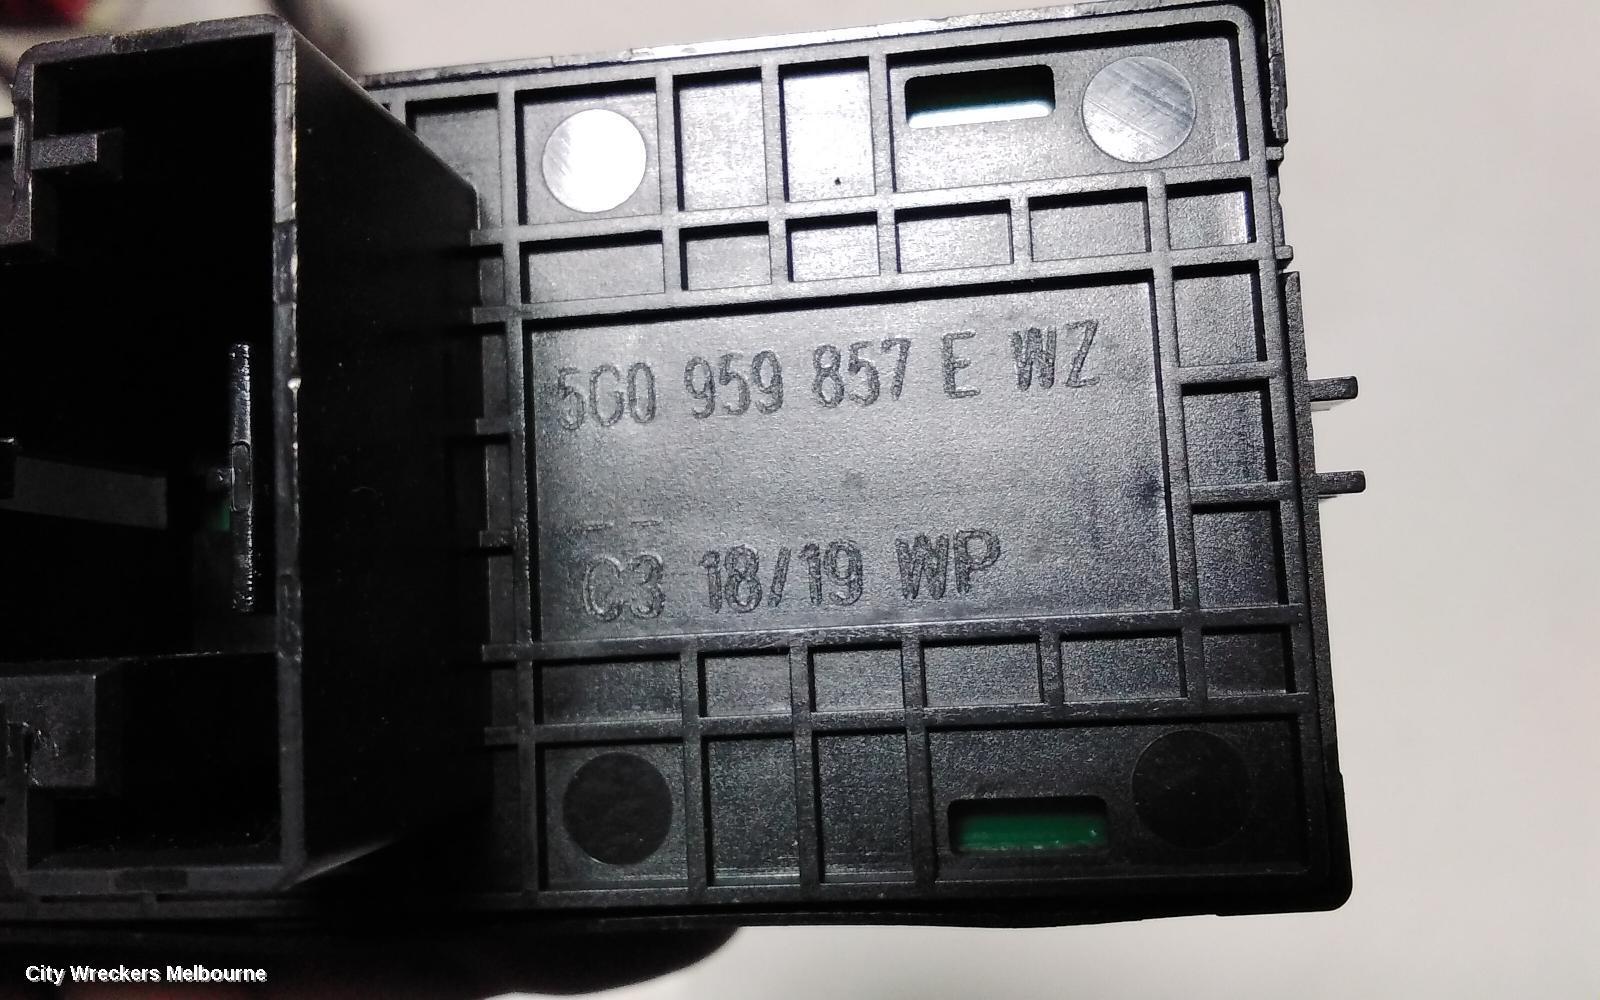 5G0 959 857 E WZ
C3 18/19 WP
City Wreckers Melbourne